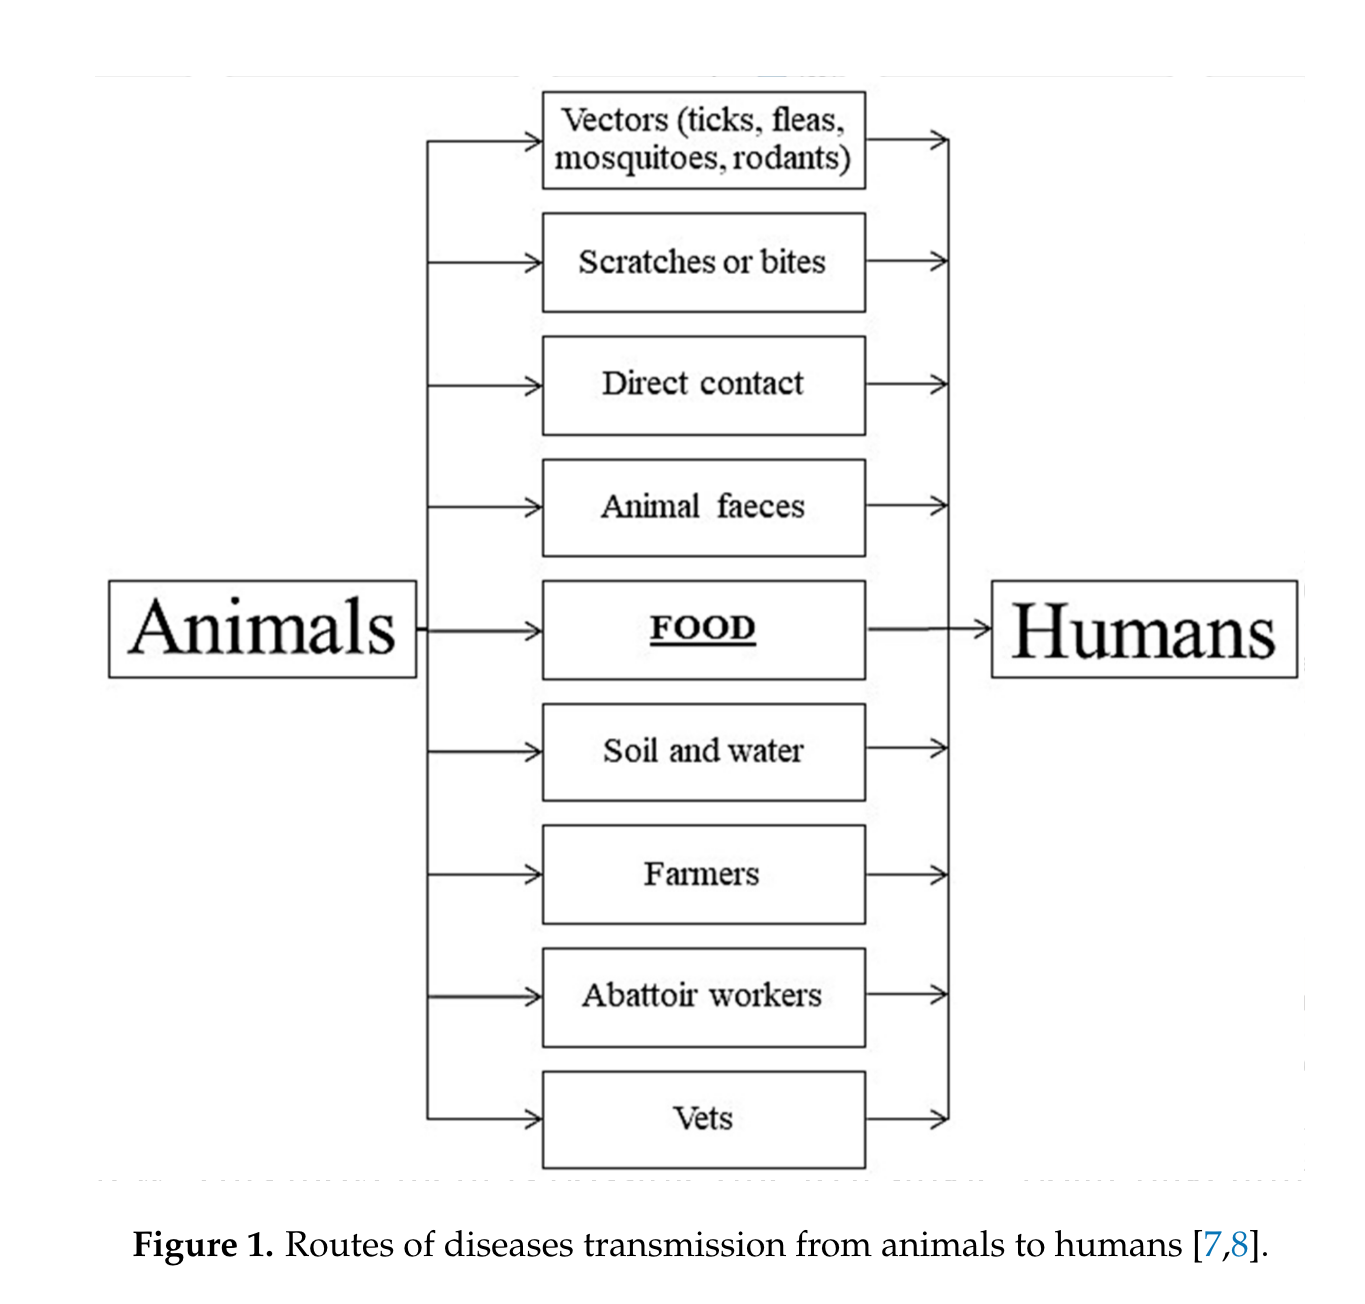 Vectors (ticks, fleas,
mosquitoes, rodants)
Scratches or bites
Direct contact
Animal faeces
Animals
FOOD
Humans
Soil and water
Farmers
Abattoir workers
Vets
Figure 1. Routes of diseases transmission from animals to humans [7,8].